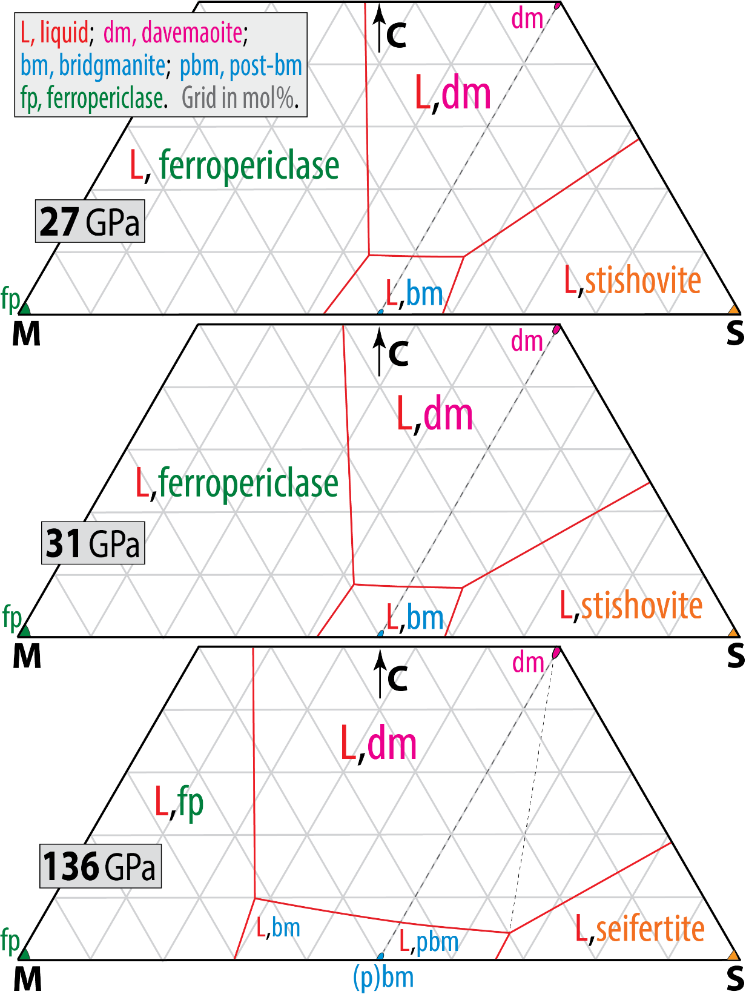 L, liquid; dm, davemaoite;
bm, bridgmanite; pbm, post-bm
fp, ferropericlase. Grid in mol%.
C
dm
L,dm
L, ferropericlase
27 GPa
L,bm
L,stishovite
fp
M
S
C
dm
L,dm
L,ferropericlase
31 GPa
L,bm
L,stishovite
fp
M
S
C
dm
L,dm
L,fp
136 GPa
L,bm
L,pbm
L,seifertite
fp
M
(p)bm
S